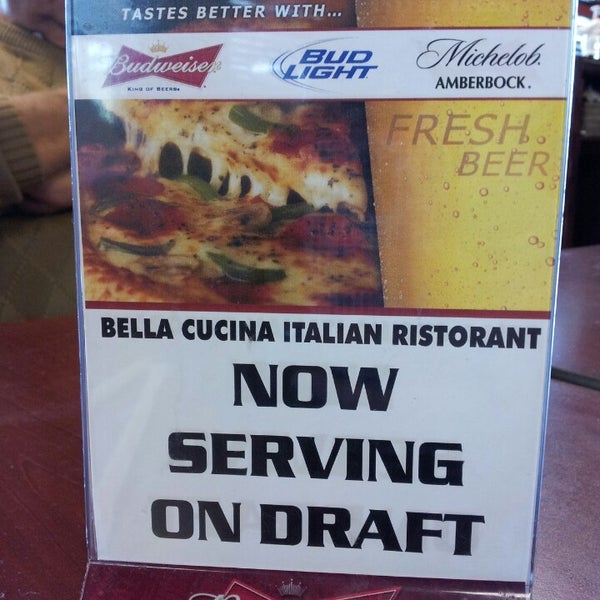 TASTES BETTER WITH...
Budweiser
KING OF BEERS®
BUD
LIGHT
Michelob.
AMBERBOCK.
FRESH
BEER
BELLA CUCINA ITALIAN RISTORANT
NOW
SERVING
ON DRAFT